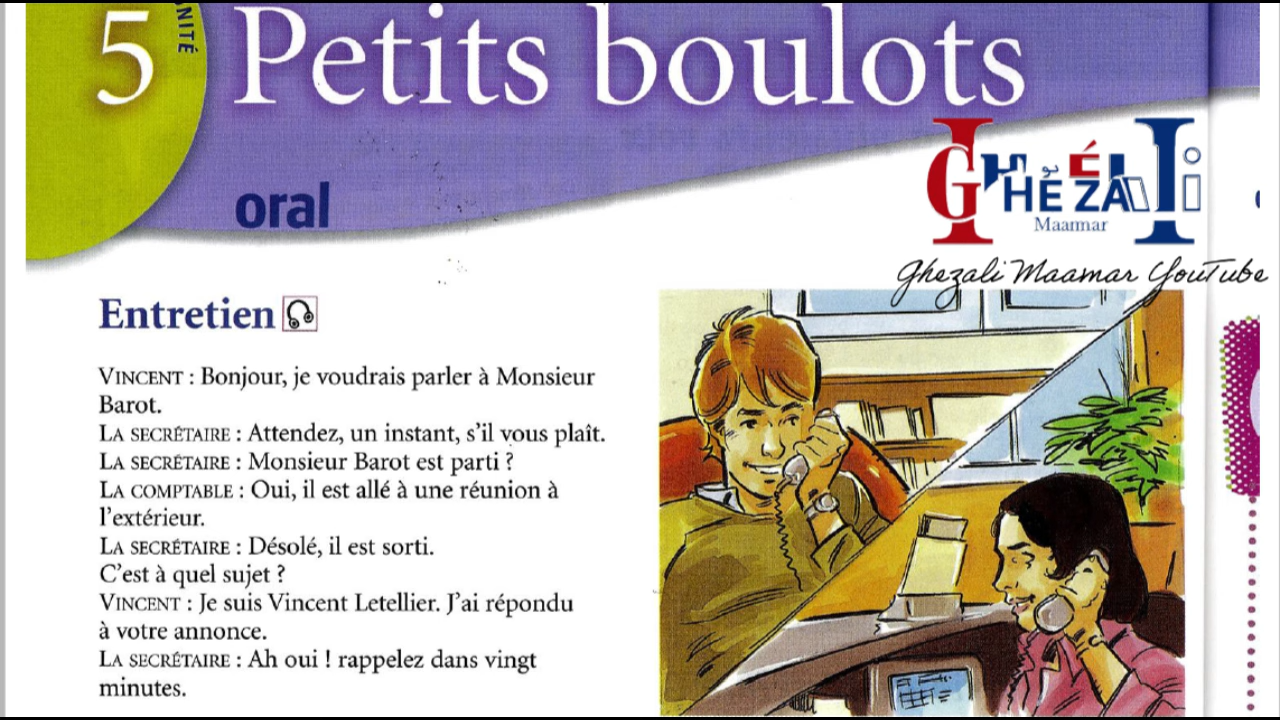 5 UNITÉ
Petits boulots
oral
GHEZALI
Maamar
Ghezali Maamar YouTube
Entretien
VINCENT : Bonjour, je voudrais parler à Monsieur
Barot.
LA SECRÉTAIRE : Attendez, un instant, s'il vous plaît.
LA SECRÉTAIRE : Monsieur Barot est parti ?
LA COMPTABLE : Oui, il est allé à une réunion à
l'extérieur.
LA SECRÉTAIRE : Désolé, il est sorti.
C'est à quel sujet ?
VINCENT : Je suis Vincent Letellier. J'ai répondu
à votre annonce.
LA SECRÉTAIRE : Ah oui ! rappelez dans vingt
minutes.